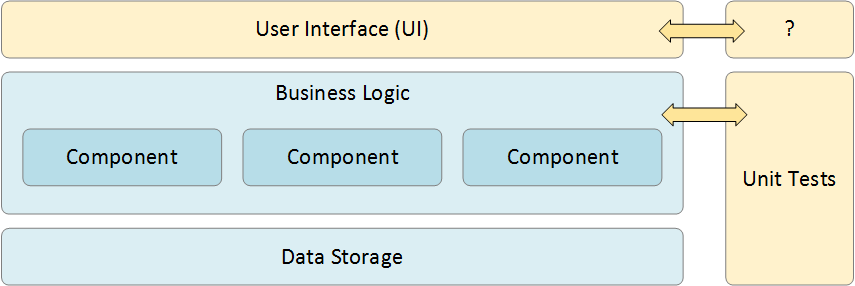 User Interface (UI)
?
Business Logic
Component
Component
Component
Unit Tests
Data Storage